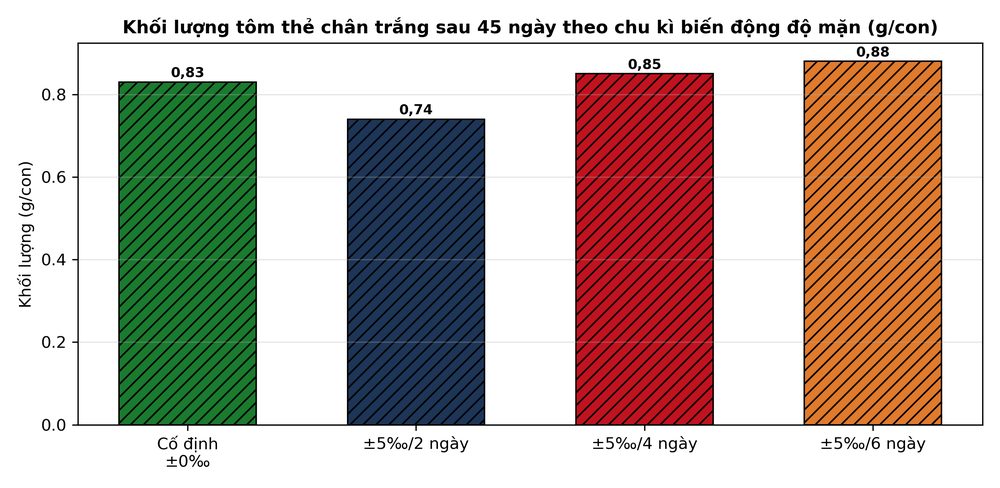 Khối lượng tôm thẻ chân trắng sau 45 ngày theo chu kì biến động độ mặn (g/con)
Khối lượng (g/con)
0.8
0.6
0.4
0.2
0.0
0,83
0,74
0,85
0,88
Cố định
±0‰
±5‰/2 ngày
±5‰/4 ngày
±5‰/6 ngày